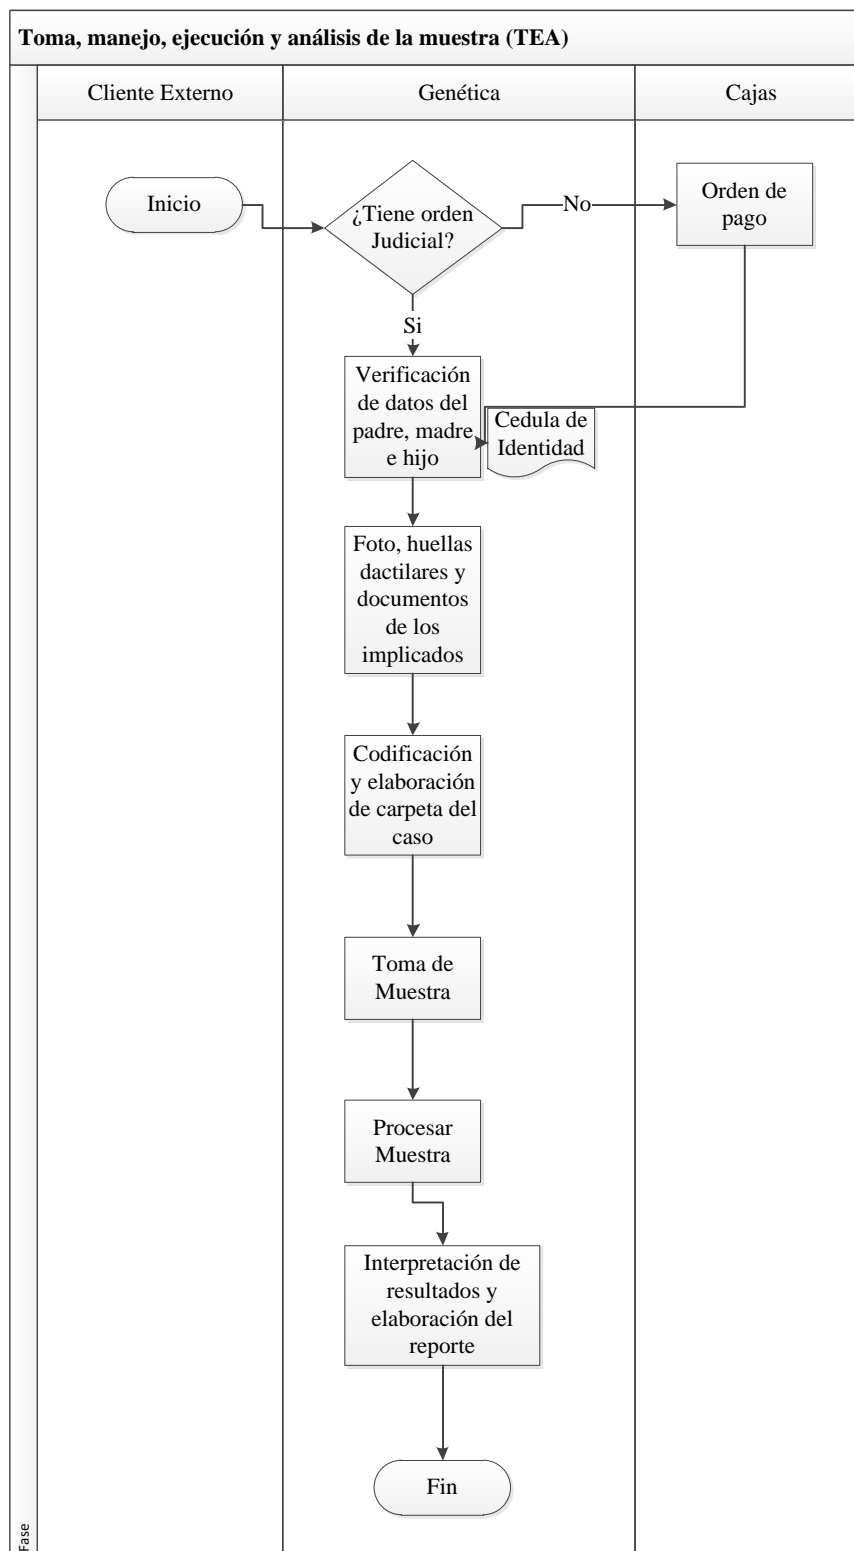 Toma, manejo, ejecución y análisis de la muestra (TEA)
Cliente Externo
Genética
Cajas
Inicio
¿Tiene orden
Judicial?
No
Orden de
pago
Si
Verificación
de datos del
padre, madre
e hijo
Cedula de
Identidad
Foto, huellas
dactilares y
documentos
de los
implicados
Codificación
y elaboración
de carpeta del
caso
Toma de
Muestra
Procesar
Muestra
Interpretación de
resultados y
elaboración del
reporte
Fin
Fase